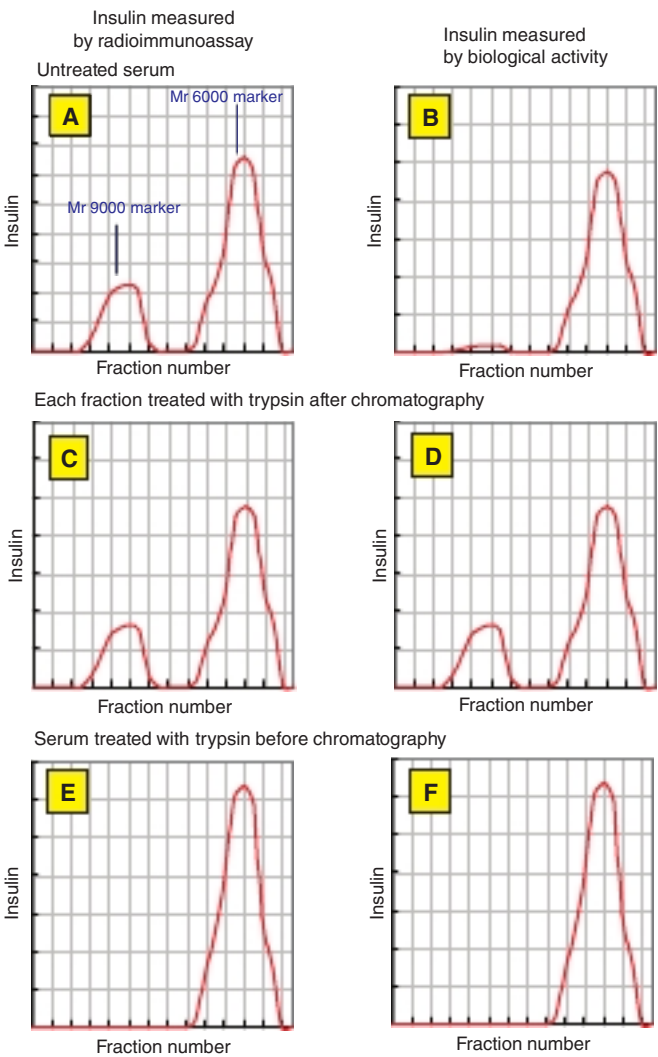 Insulin measured
by radioimmunoassay
Insulin measured
by biological activity
Untreated serum
A
Mr 6000 marker
Mr 9000 marker
Insulin
Fraction number
B
Fraction number
Each fraction treated with trypsin after chromatography
C
Insulin
Fraction number
D
Insulin
Fraction number
Serum treated with trypsin before chromatography
E
Insulin
Fraction number
F
Insulin
Fraction number